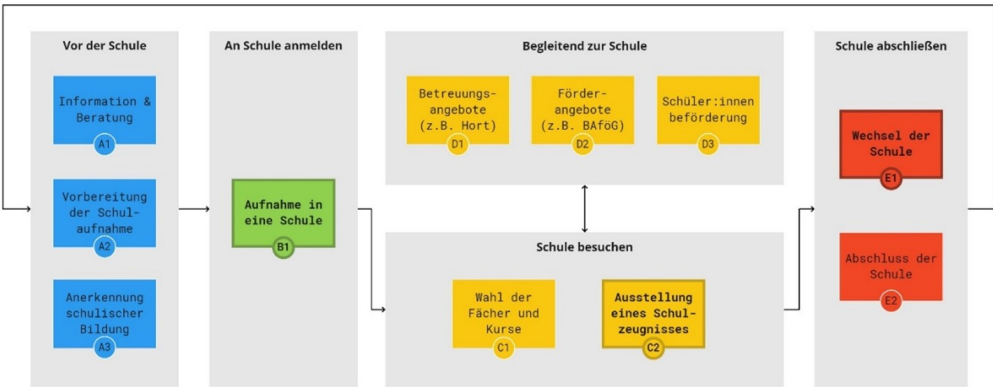 Vor der Schule
Information &
Beratung
A1
Vorbereitung
der Schul-
aufnahme
A2
Anerkennung
schulischer
Bildung
A3
An Schule anmelden
Aufnahme in
eine Schule
B1
Begleitend zur Schule
Betreuungs-
angebote
(z.B. Hort)
D1
Förder-
angebote
(z.B. BAföG)
D2
Schüler:innen
beförderung
D3
Schule besuchen
Wahl der
Fächer und
Kurse
C1
Ausstellung
eines Schul-
zeugnisses
C2
Schule abschließen
Wechsel der
Schule
E1
Abschluss der
Schule
E2